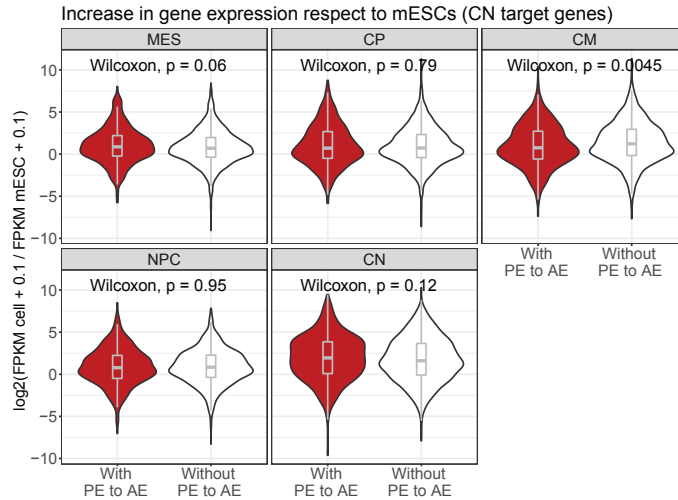 Increase in gene expression respect to mESCs (CN target genes)
MES
CP
CM
Wilcoxon, p = 0.06
Wilcoxon, p = 0.79
Wilcoxon, p = 0.0045
10
5
0
−5
−10
NPC
CN
Wilcoxon, p = 0.95
Wilcoxon, p = 0.12
10
5
0
−5
−10
With
PE to AE
Without
PE to AE
With
PE to AE
Without
PE to AE
With
PE to AE
Without
PE to AE
log2(FPKM cell + 0.1 / FPKM mESC + 0.1)